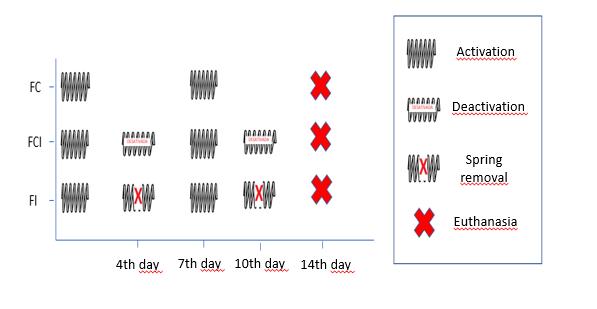 FC
FCI
FI
4th day
7th day
10th day
14th day
Activation
Deactivation
Spring
removal
Euthanasia